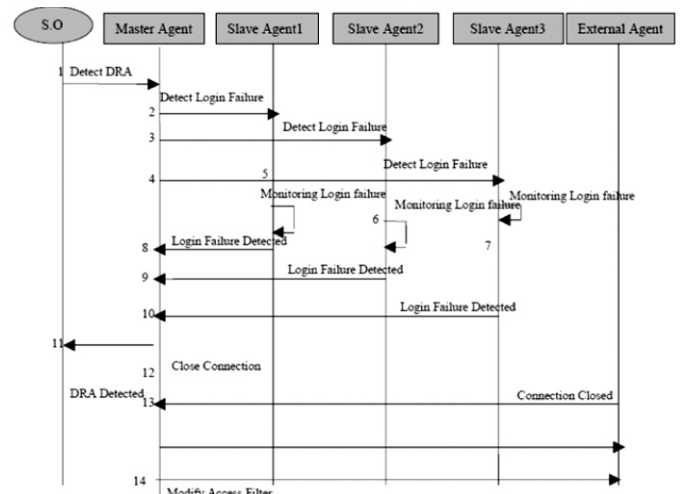 S.O
Master Agent
Slave Agent1
Slave Agent2
Slave Agent3
External Agent
1 Detect DRA
Detect Login Failure
2
Detect Login Failure
3
Detect Login Failure
4
5
Monitoring Login failure
Monitoring Login failure
Monitoring Login failure
6
7
Login Failure Detected
8
Login Failure Detected
9
Login Failure Detected
10
11
Close Connection
12
DRA Detected
13
Connection Closed
14
Modify Access Filter